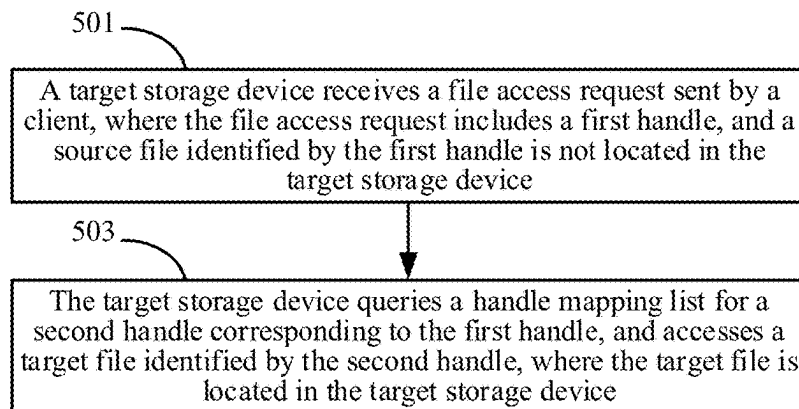 501
A target storage device receives a file access request sent by a
client, where the file access request includes a first handle, and a
source file identified by the first handle is not located in the
target storage device
503
The target storage device queries a handle mapping list for a
second handle corresponding to the first handle, and accesses a
target file identified by the second handle, where the target file is
located in the target storage device